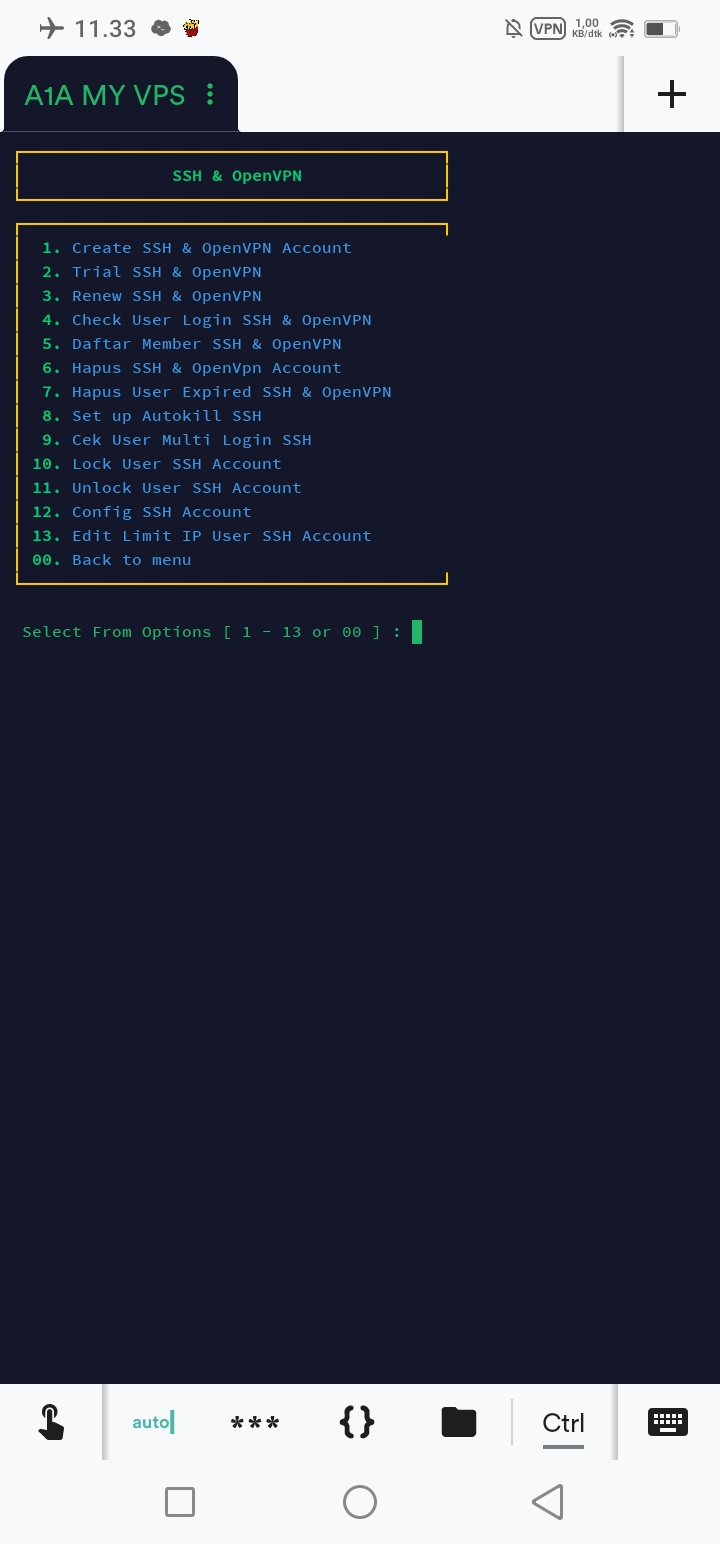 11.33
VPN
1,00
KB/dtk
A1A MY VPS
SSH & OpenVPN
1. Create SSH & OpenVPN Account
2. Trial SSH & OpenVPN
3. Renew SSH & OpenVPN
4. Check User Login SSH & OpenVPN
5. Daftar Member SSH & OpenVPN
6. Hapus SSH & OpenVpn Account
7. Hapus User Expired SSH & OpenVPN
8. Set up Autokill SSH
9. Cek User Multi Login SSH
10. Lock User SSH Account
11. Unlock User SSH Account
12. Config SSH Account
13. Edit Limit IP User SSH Account
00. Back to menu
Select From Options [ 1 - 13 or 00 ] :
auto
***
{}
Ctrl